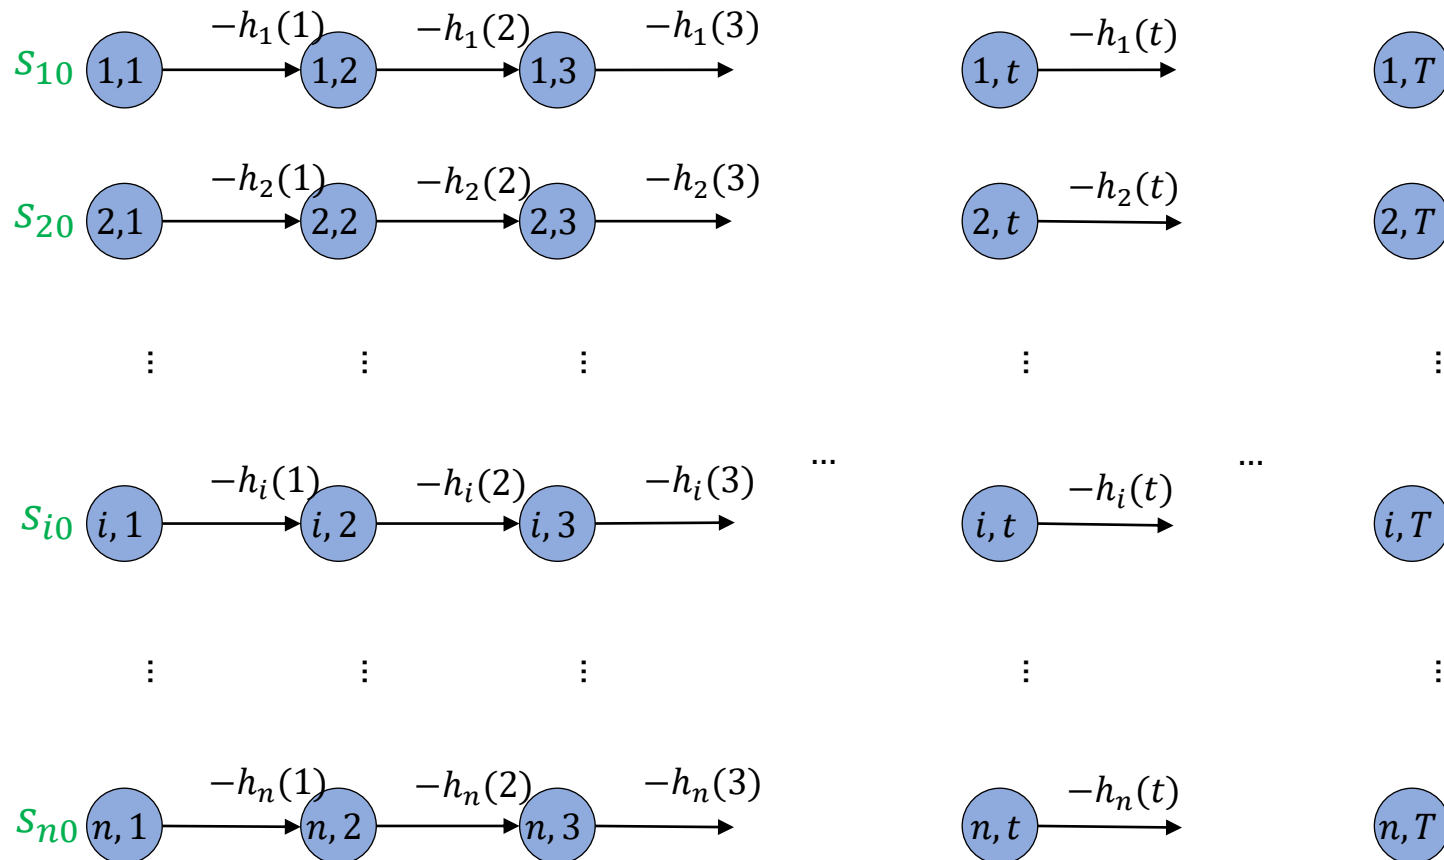 −h₁(1) −h₁(2) −h₁(3) −h₁(t)
s₁₀ 1,1 1,2 1,3 1,t 1,T
−h₂(1) −h₂(2) −h₂(3) −h₂(t)
s₂₀ 2,1 2,2 2,3 2,t 2,T
⋮ ⋮ ⋮ ⋮ ⋮
... ...
−hᵢ(1) −hᵢ(2) −hᵢ(3) −hᵢ(t)
sᵢ₀ i,1 i,2 i,3 i,t i,T
⋮ ⋮ ⋮ ⋮ ⋮
−hₙ(1) −hₙ(2) −hₙ(3) −hₙ(t)
sₙ₀ n,1 n,2 n,3 n,t n,T